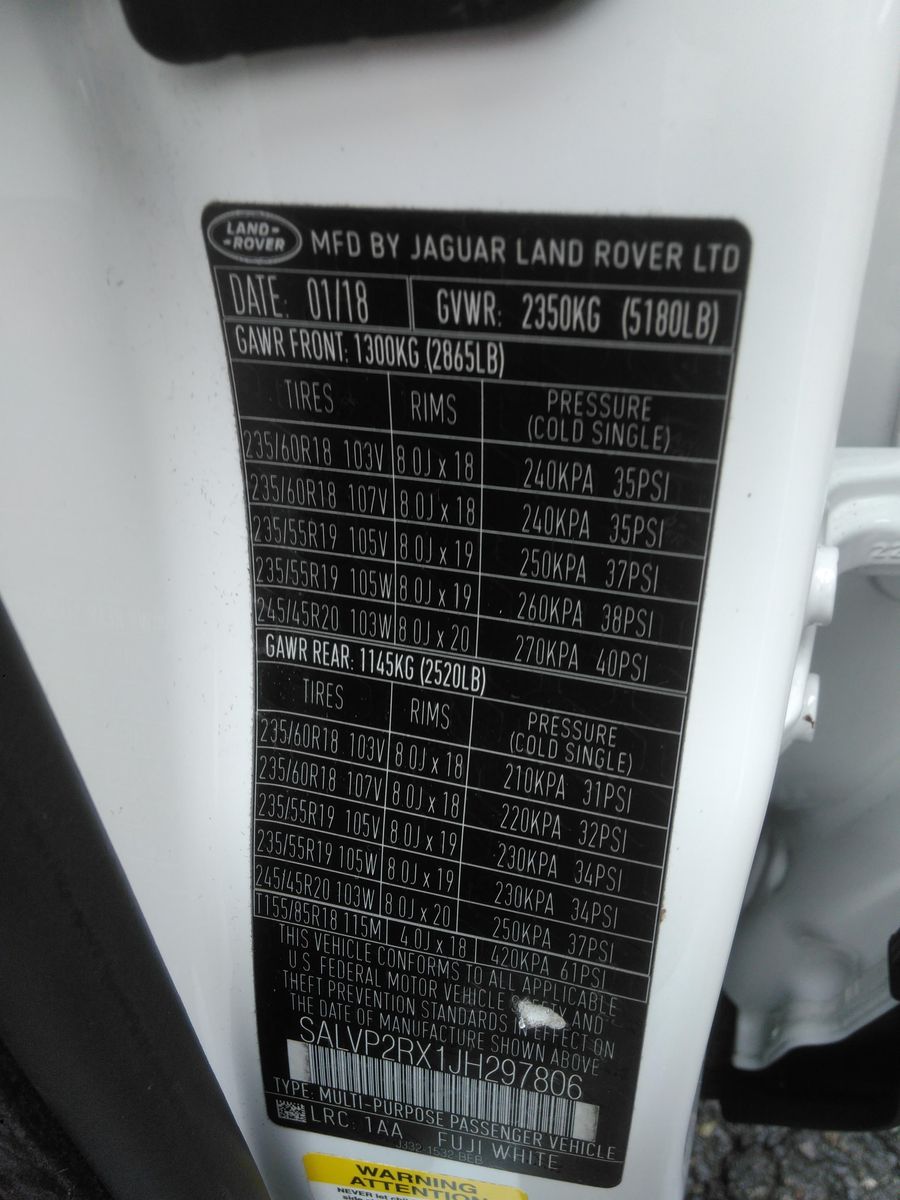 LAND-
-ROVER
MFD BY JAGUAR LAND ROVER LTD
DATE: 01/18 GVWR: 2350KG (5180LB)
GAWR FRONT: 1300KG (2865LB)
TIRES RIMS PRESSURE
(COLD SINGLE)
235/60R18 103V 8.0J x 18 240KPA 35PSI
235/60R18 107V 8.0J x 18 240KPA 35PSI
235/55R19 105V 8.0J x 19 250KPA 37PSI
235/55R19 105W 8.0J x 19 260KPA 38PSI
245/45R20 103W 8.0J x 20 270KPA 40PSI
GAWR REAR: 1145KG (2520LB)
TIRES RIMS PRESSURE
(COLD SINGLE)
235/60R18 103V 8.0J x 18 210KPA 31PSI
235/60R18 107V 8.0J x 18 220KPA 32PSI
235/55R19 105V 8.0J x 19 230KPA 34PSI
235/55R19 105W 8.0J x 19 230KPA 34PSI
245/45R20 103W 8.0J x 20 250KPA 37PSI
T155/85R18 115M 4.0J x 18 420KPA 61PSI
THIS VEHICLE CONFORMS TO ALL APPLICABLE
U.S. FEDERAL MOTOR VEHICLE AND
THEFT PREVENTION STANDARDS IN EFFECT ON
THE DATE OF MANUFACTURE SHOWN ABOVE
SALVP2RX1JH297806
TYPE: MULTI-PURPOSE PASSENGER VEHICLE
LRC: 1AA FUJI WHITE
J332-1532-BEB
WARNING
ATTENTION
NEVER let